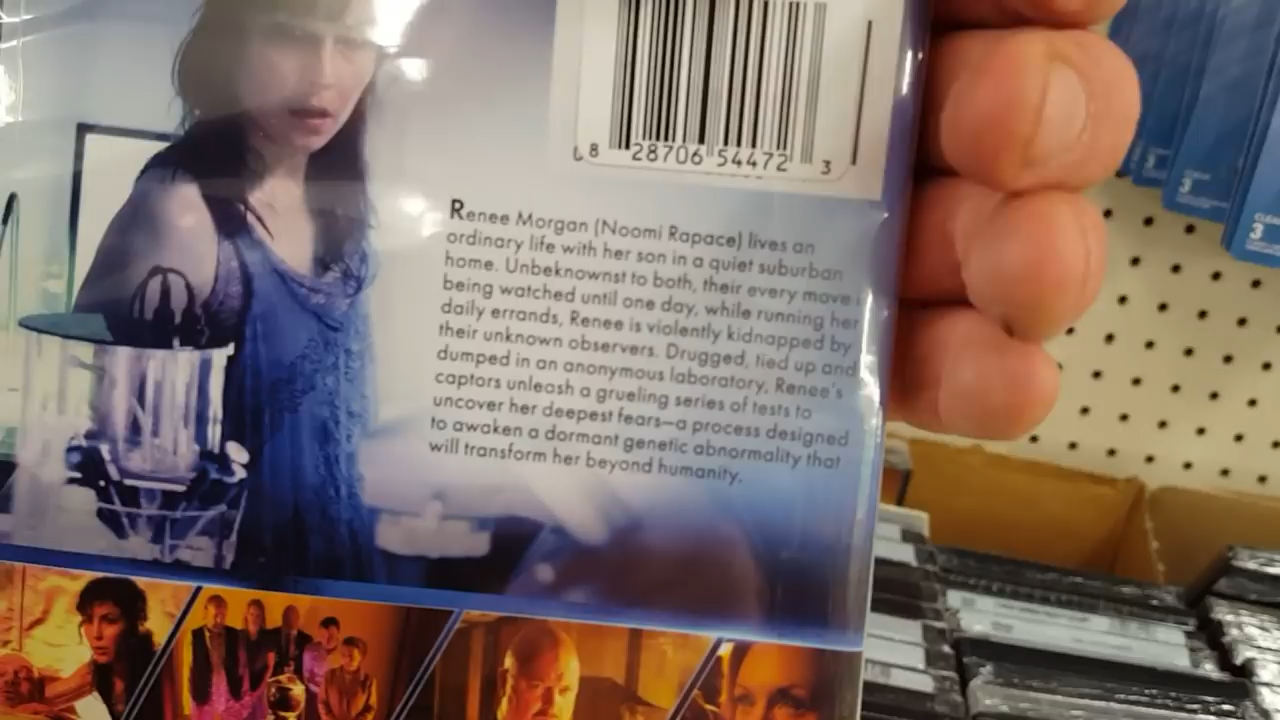 8 28706 54472 3
Renee Morgan (Noomi Rapace) lives an
ordinary life with her son in a quiet suburban
home. Unbeknownst to both, their every move
being watched until one day, while running her
daily errands, Renee is violently kidnapped by
their unknown observers. Drugged, tied up and
dumped in an anonymous laboratory, Renee's
captors unleash a grueling series of tests to
uncover her deepest fears—a process designed
to awaken a dormant genetic abnormality that
will transform her beyond humanity.
3
3
3